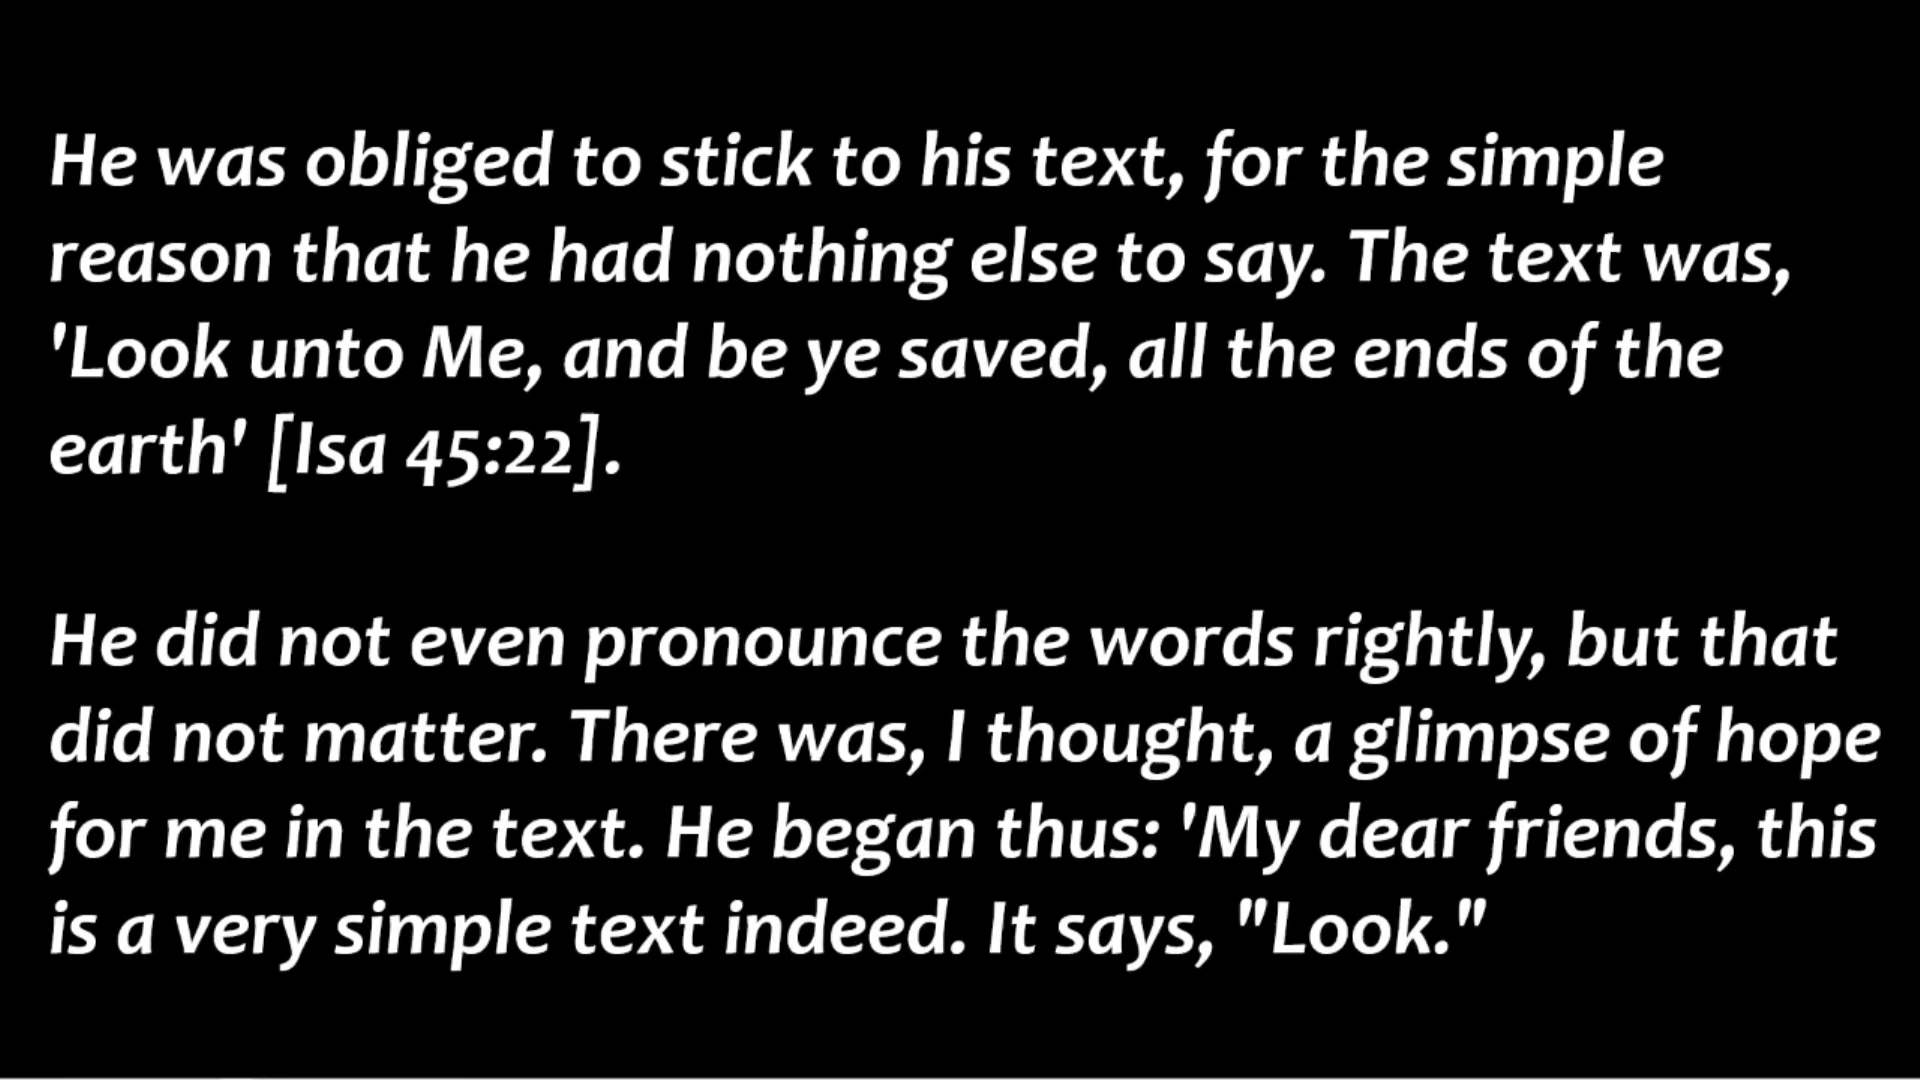 He was obliged to stick to his text, for the simple
reason that he had nothing else to say. The text was,
'Look unto Me, and be ye saved, all the ends of the
earth' [Isa 45:22].
He did not even pronounce the words rightly, but that
did not matter. There was, I thought, a glimpse of hope
for me in the text. He began thus: 'My dear friends, this
is a very simple text indeed. It says, "Look."